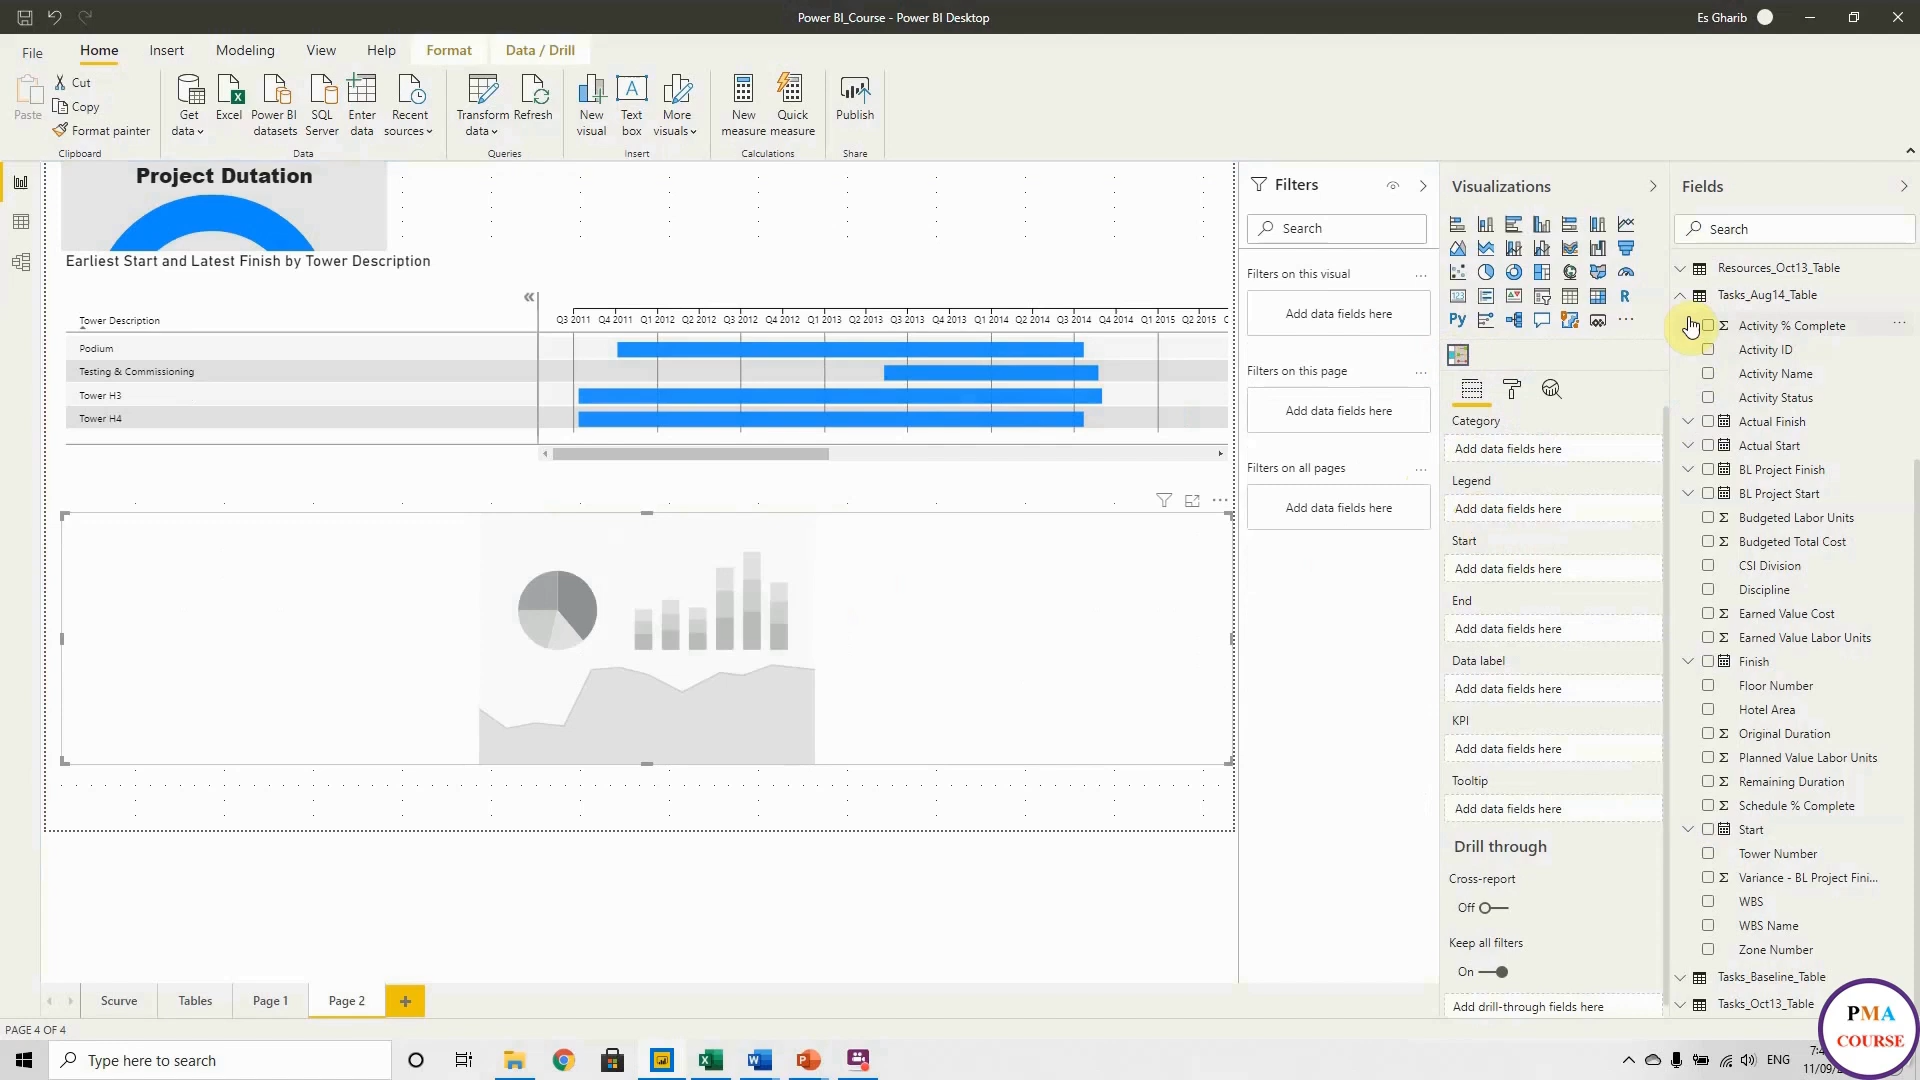 Power BI_Course - Power BI Desktop
Es Gharib
File Home Insert Modeling View Help Format Data / Drill
Paste
Cut
Copy
Format painter
Clipboard
Get data
Excel
Power BI datasets
SQL Server
Enter data
Recent sources
Data
Transform data
Refresh
Queries
New visual
Text box
More visuals
Insert
New measure
Quick measure
Calculations
Publish
Share
Project Dutation
Earliest Start and Latest Finish by Tower Description
Tower Description
Q3 2011 Q4 2011 Q1 2012 Q2 2012 Q3 2012 Q4 2012 Q1 2013 Q2 2013 Q3 2013 Q4 2013 Q1 2014 Q2 2014 Q3 2014 Q4 2014 Q1 2015 Q2 2015
Podium
Testing & Commissioning
Tower H3
Tower H4
Filters
Search
Filters on this visual
Add data fields here
Filters on this page
Add data fields here
Filters on all pages
Add data fields here
Visualizations
R
Py
Category
Add data fields here
Legend
Add data fields here
Start
Add data fields here
End
Add data fields here
Data label
Add data fields here
KPI
Add data fields here
Tooltip
Add data fields here
Drill through
Cross-report
Off
Keep all filters
On
Add drill-through fields here
Fields
Search
Resources_Oct13_Table
Tasks_Aug14_Table
Activity % Complete
Activity ID
Activity Name
Activity Status
Actual Finish
Actual Start
BL Project Finish
BL Project Start
Budgeted Labor Units
Budgeted Total Cost
CSI Division
Discipline
Earned Value Cost
Earned Value Labor Units
Finish
Floor Number
Hotel Area
Original Duration
Planned Value Labor Units
Remaining Duration
Schedule % Complete
Start
Tower Number
Variance - BL Project Fini...
WBS
WBS Name
Zone Number
Tasks_Baseline_Table
Tasks_Oct13_Table
Scurve Tables Page 1 Page 2
PAGE 4 OF 4
Type here to search
ENG
11/09/
PMA
COURSE